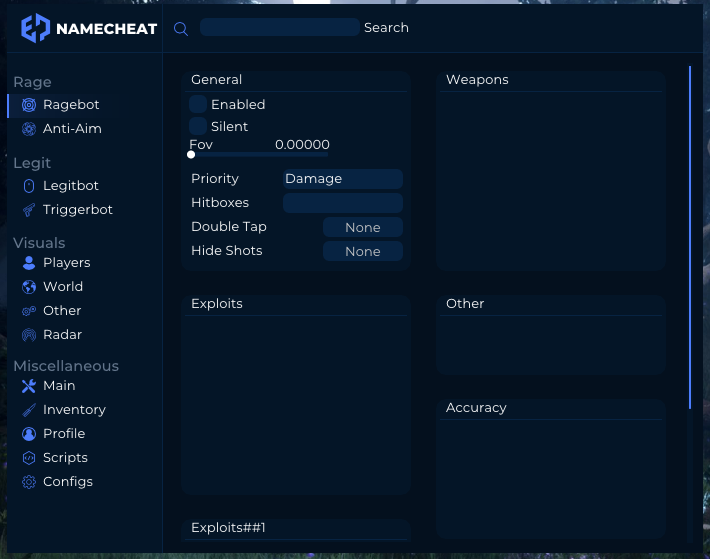 NAMECHEAT
Search
Rage
Ragebot
Anti-Aim
Legit
Legitbot
Triggerbot
Visuals
Players
World
Other
Radar
Miscellaneous
Main
Inventory
Profile
Scripts
Configs
General
Enabled
Silent
Fov 0.00000
Priority Damage
Hitboxes
Double Tap None
Hide Shots None
Exploits
Exploits##1
Weapons
Other
Accuracy